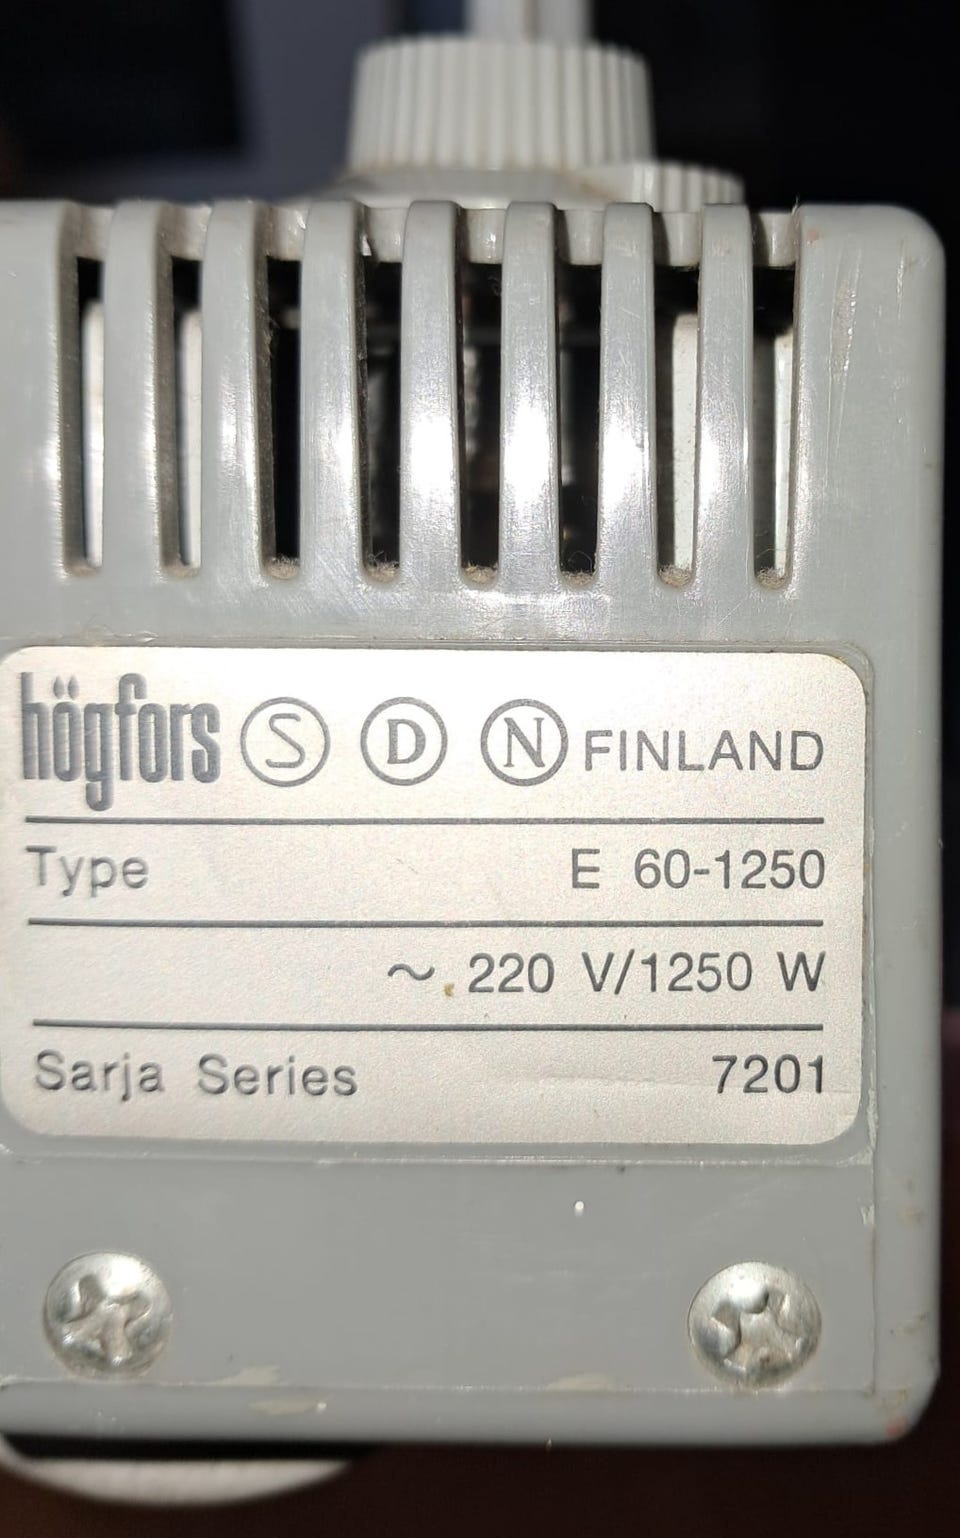 högfors S D N FINLAND
Type E 60-1250
~ 220 V/1250 W
Sarja Series 7201